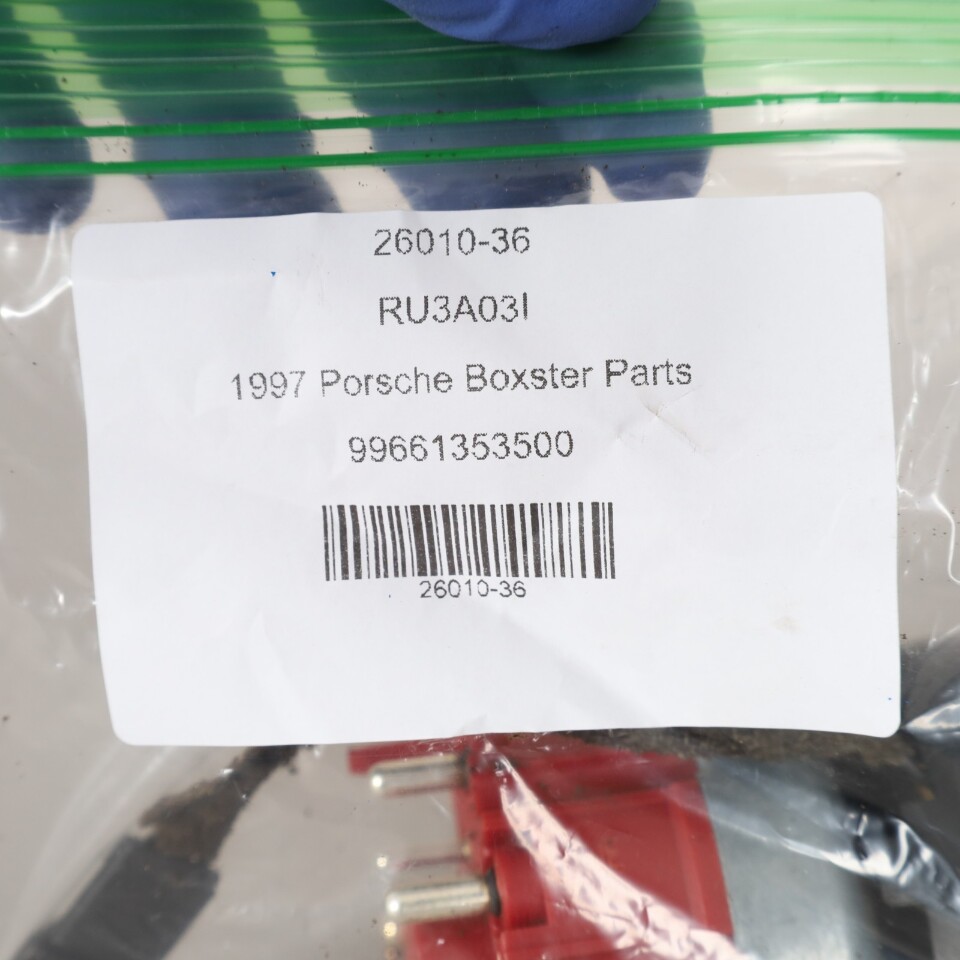 26010-36
RU3A03I
1997 Porsche Boxster Parts
99661353500
26010-36